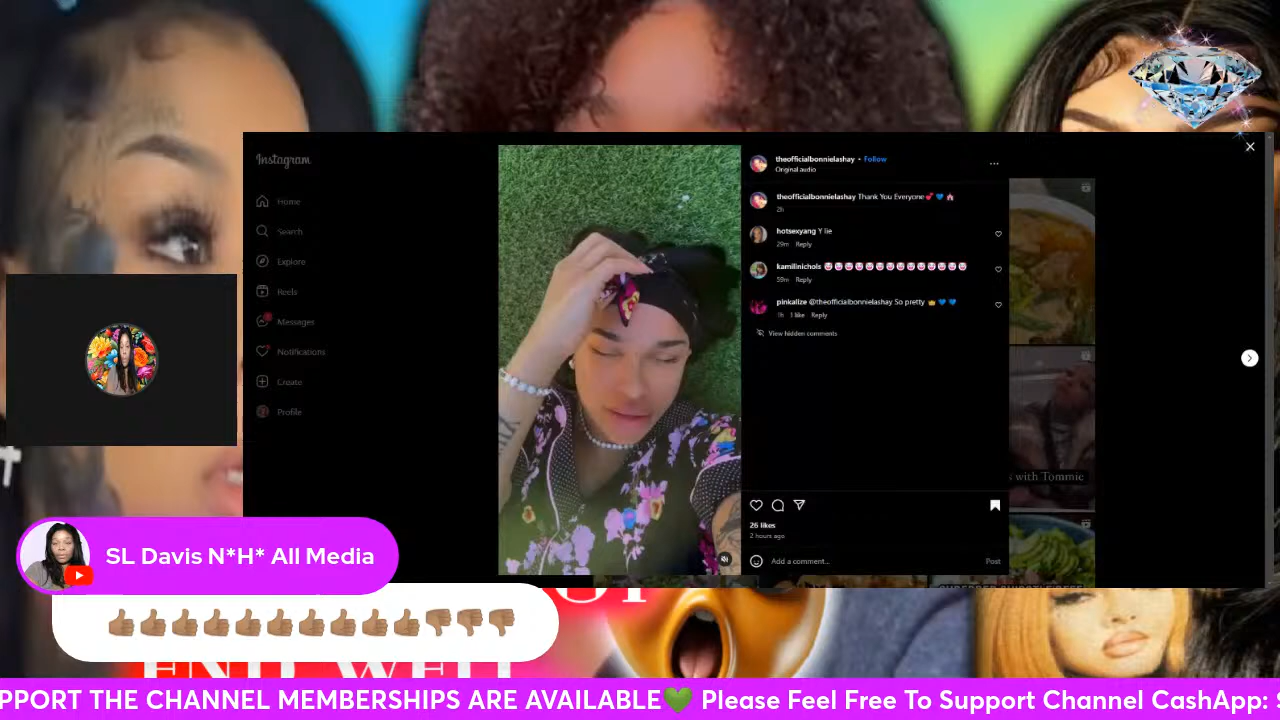 Instagram
Home
Search
Explore
Reels
Messages
Notifications
Create
Profile
theofficialbonnielashay • Follow
Original audio
theofficialbonnielashay Thank You Everyone💕💙🏠
2h
hotsexyang Y lie
29m Reply
kamilinichols
59m Reply
pinkalize @theofficialbonnielashay So pretty 👑💙💙
1h 1 like Reply
View hidden comments
s with Tommie
26 likes
2 hours ago
Add a comment...
Post
SL Davis N*H* All Media
👍🏽👍🏽👍🏽👍🏽👍🏽👍🏽👍🏽👍🏽👍🏽👍🏽👎🏽👎🏽👎🏽
END WELL
PPORT THE CHANNEL MEMBERSHIPS ARE AVAILABLE💚 Please Feel Free To Support Channel CashApp: